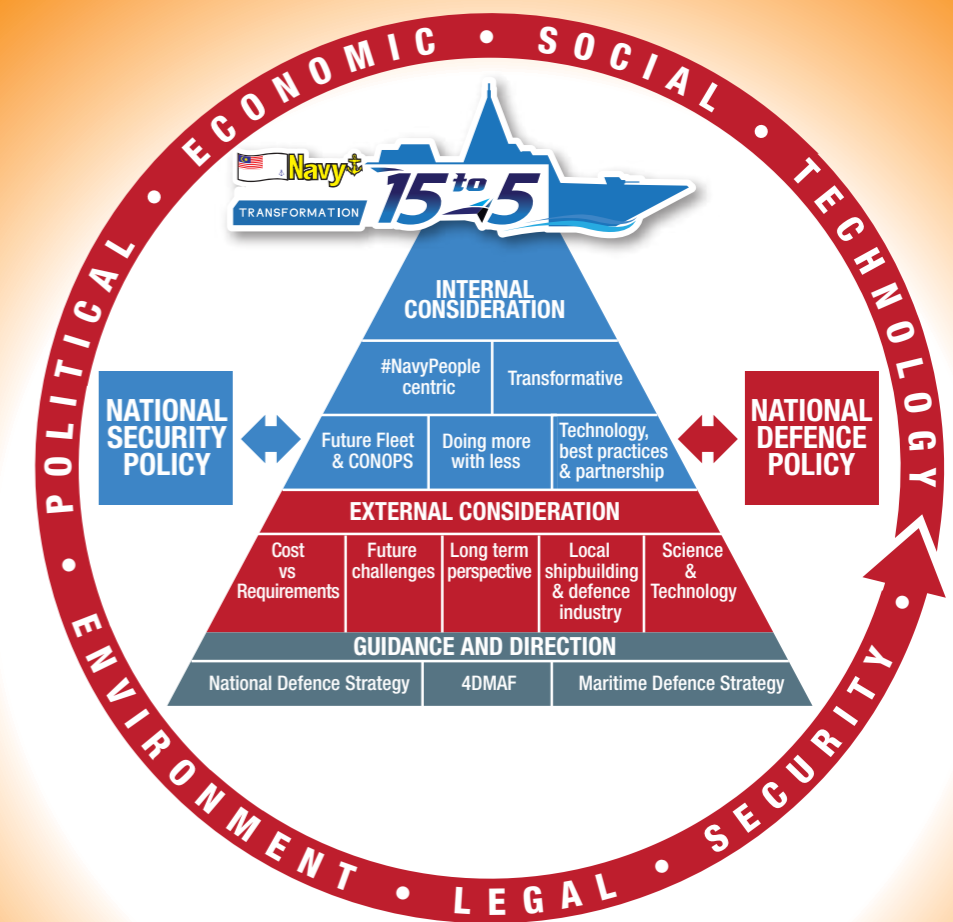 POLITICAL • ECONOMIC • SOCIAL • TECHNOLOGY
Navy
TRANSFORMATION
15 to 5
INTERNAL
CONSIDERATION
#NavyPeople
centric
Transformative
NATIONAL
SECURITY
POLICY
Future Fleet
& CONOPS
Doing more
with less
Technology,
best practices
& partnership
NATIONAL
DEFENCE
POLICY
EXTERNAL CONSIDERATION
Cost
vs
Requirements
Future
challenges
Long term
perspective
Local
shipbuilding
& defence
industry
Science
&
Technology
GUIDANCE AND DIRECTION
National Defence Strategy
4DMAF
Maritime Defence Strategy
• ENVIRONMENT • LEGAL • SECURITY •